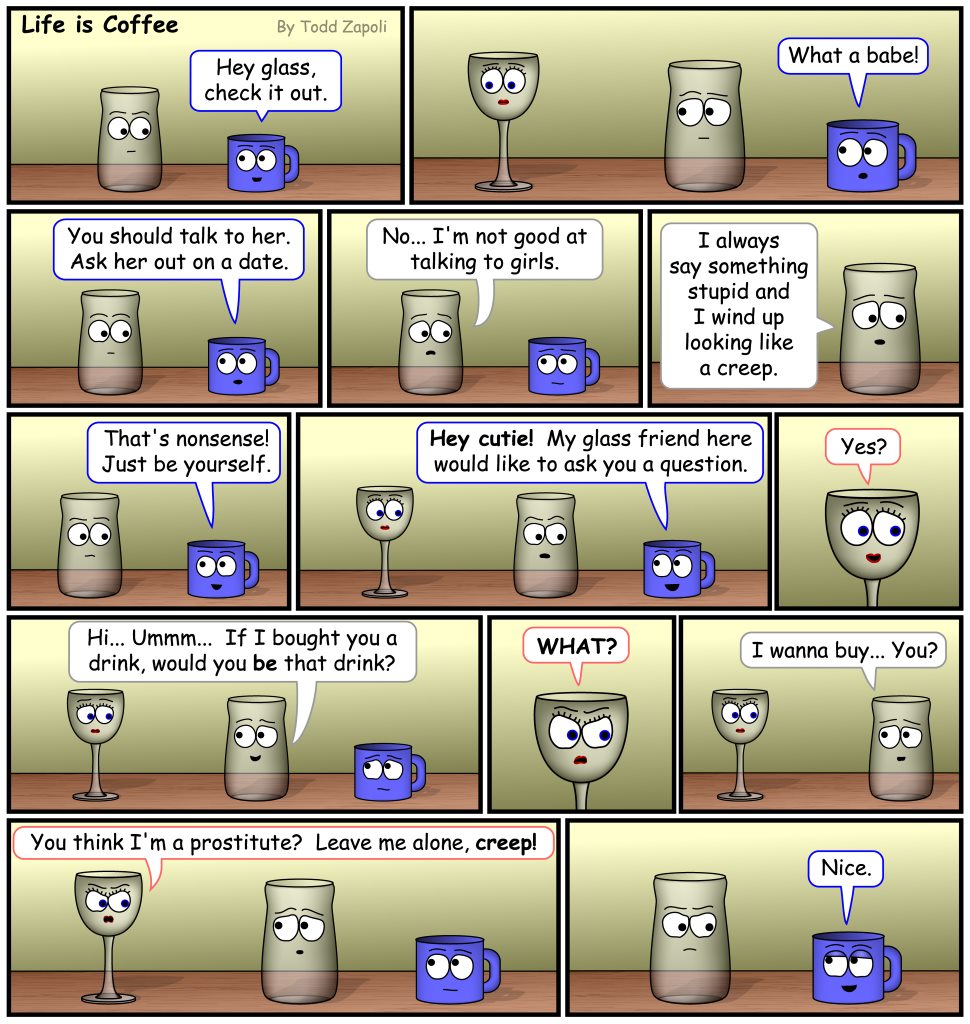 Life is Coffee
By Todd Zapoli
Hey glass,
check it out.
What a babe!
You should talk to her.
Ask her out on a date.
No... I'm not good at
talking to girls.
I always
say something
stupid and
I wind up
looking like
a creep.
That's nonsense!
Just be yourself.
Hey cutie! My glass friend here
would like to ask you a question.
Yes?
Hi... Ummm... If I bought you a
drink, would you be that drink?
WHAT?
I wanna buy... You?
You think I'm a prostitute? Leave me alone, creep!
Nice.